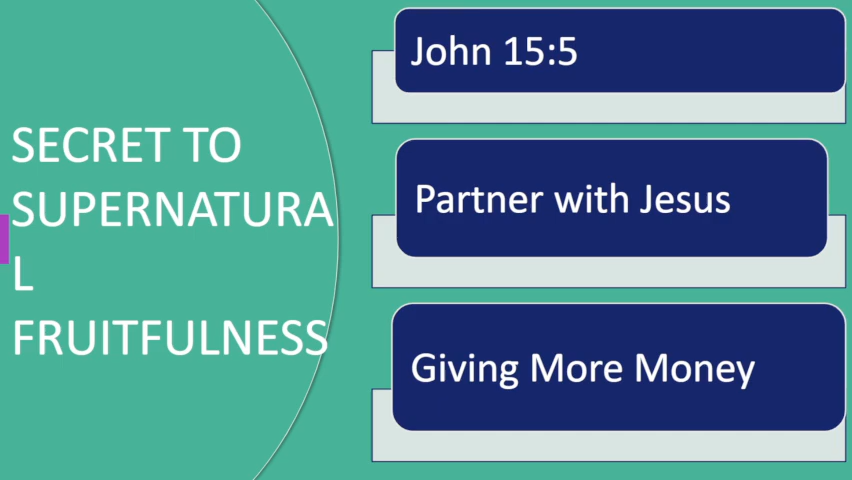 SECRET TO
SUPERNATURA
L
FRUITFULNESS
John 15:5
Partner with Jesus
Giving More Money